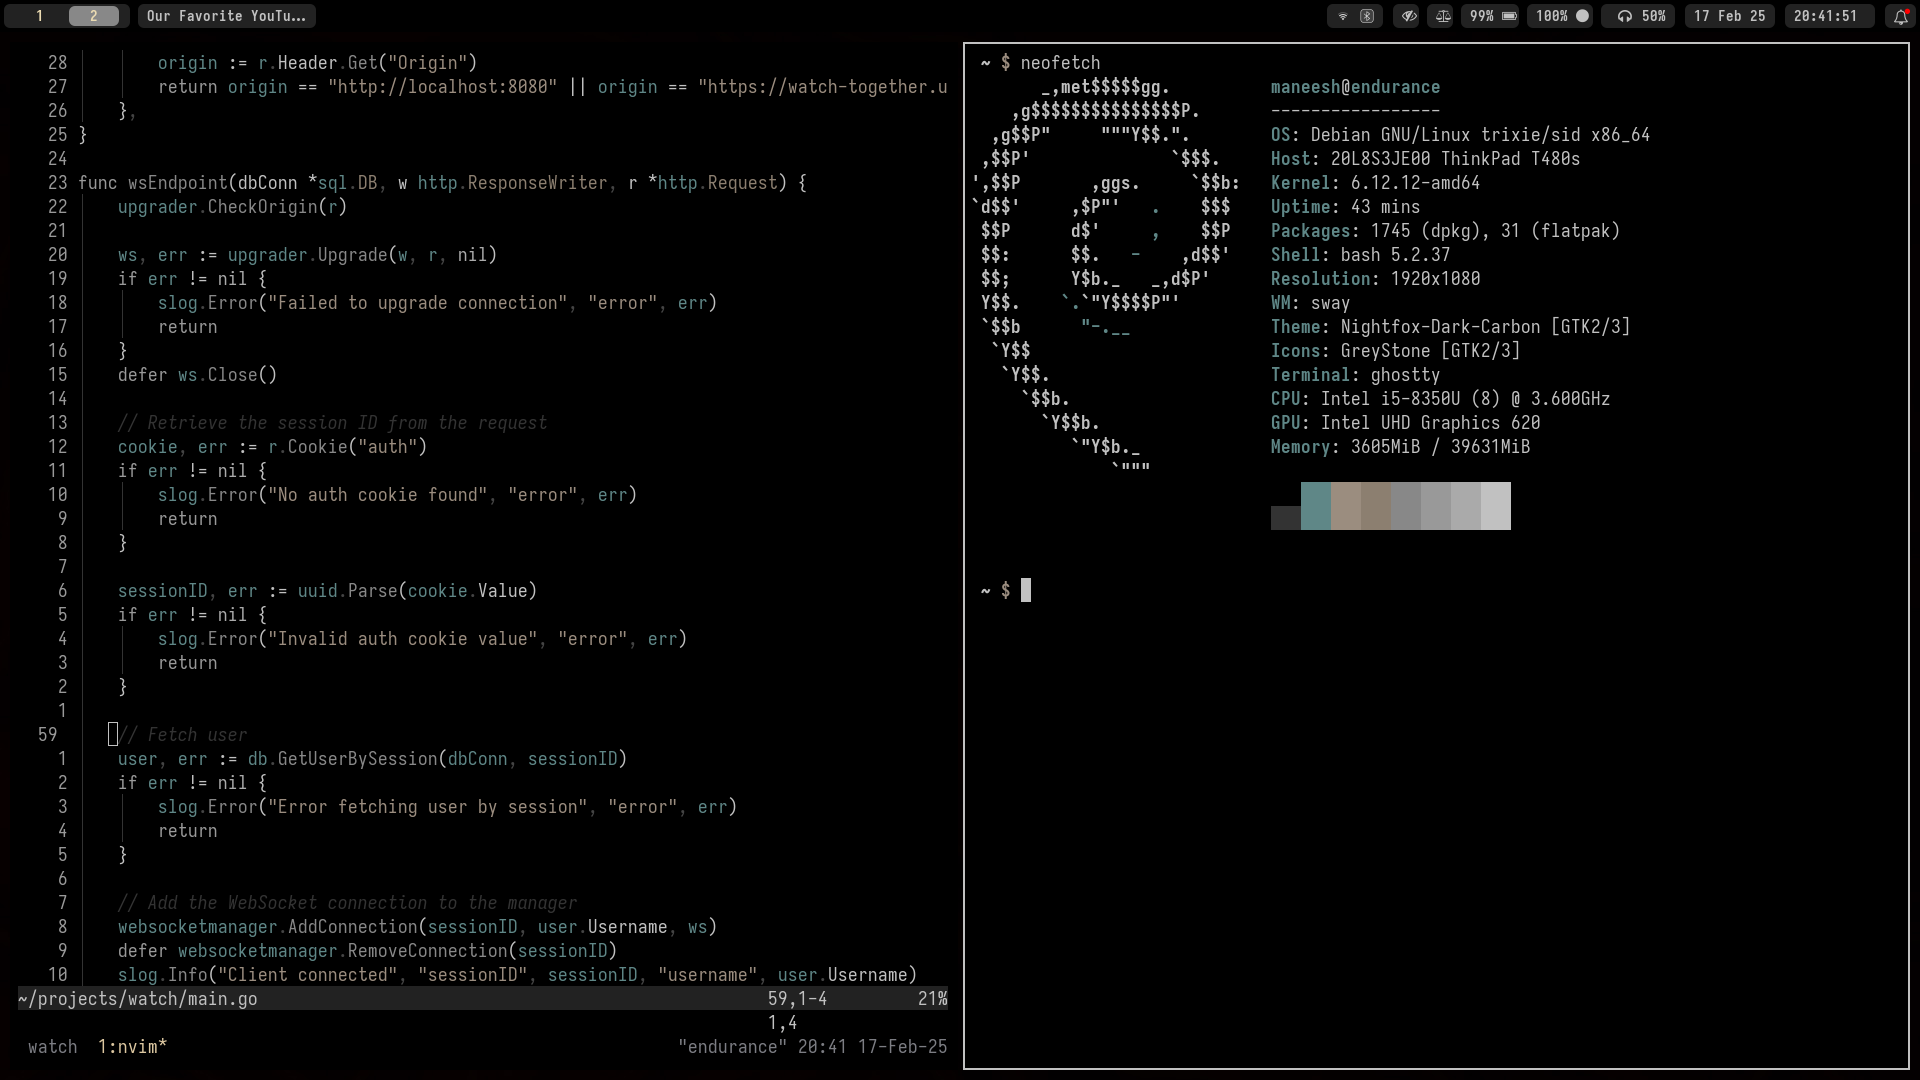 1 2 Our Favorite YouTu... 99% 100% 50% 17 Feb 25 20:41:51
28 origin := r.Header.Get("Origin")
27 return origin == "http://localhost:8080" || origin == "https://watch-together.u
26 },
25 }
24
23 func wsEndpoint(dbConn *sql.DB, w http.ResponseWriter, r *http.Request) {
22 upgrader.CheckOrigin(r)
21
20 ws, err := upgrader.Upgrade(w, r, nil)
19 if err != nil {
18 slog.Error("Failed to upgrade connection", "error", err)
17 return
16 }
15 defer ws.Close()
14
13 // Retrieve the session ID from the request
12 cookie, err := r.Cookie("auth")
11 if err != nil {
10 slog.Error("No auth cookie found", "error", err)
9 return
8 }
7
6 sessionID, err := uuid.Parse(cookie.Value)
5 if err != nil {
4 slog.Error("Invalid auth cookie value", "error", err)
3 return
2 }
1
59 // Fetch user
1 user, err := db.GetUserBySession(dbConn, sessionID)
2 if err != nil {
3 slog.Error("Error fetching user by session", "error", err)
4 return
5 }
6
7 // Add the WebSocket connection to the manager
8 websocketmanager.AddConnection(sessionID, user.Username, ws)
9 defer websocketmanager.RemoveConnection(sessionID)
10 slog.Info("Client connected", "sessionID", sessionID, "username", user.Username)
~/projects/watch/main.go 59,1-4 21%
1,4
watch 1:nvim* "endurance" 20:41 17-Feb-25
~ $ neofetch
_,met$$$$$gg. maneesh@endurance
,g$$$$$$$$$$$$$$$P. -----------------
,g$$P" """Y$$.". OS: Debian GNU/Linux trixie/sid x86_64
,$$P' `$$$. Host: 20L8S3JE00 ThinkPad T480s
',$$P ,ggs. `$$b: Kernel: 6.12.12-amd64
`d$$' ,$P"' . $$$ Uptime: 43 mins
$$P d$' , $$P Packages: 1745 (dpkg), 31 (flatpak)
$$: $$. - ,d$$' Shell: bash 5.2.37
$$; Y$b._ _,d$P' Resolution: 1920x1080
Y$$. `.`"Y$$$$P"' WM: sway
`$$b "-.__ Theme: Nightfox-Dark-Carbon [GTK2/3]
`Y$$ Icons: GreyStone [GTK2/3]
`Y$$. Terminal: ghostty
`$$b. CPU: Intel i5-8350U (8) @ 3.600GHz
`Y$$b. GPU: Intel UHD Graphics 620
`"Y$b._ Memory: 3605MiB / 39631MiB
`"""
~ $